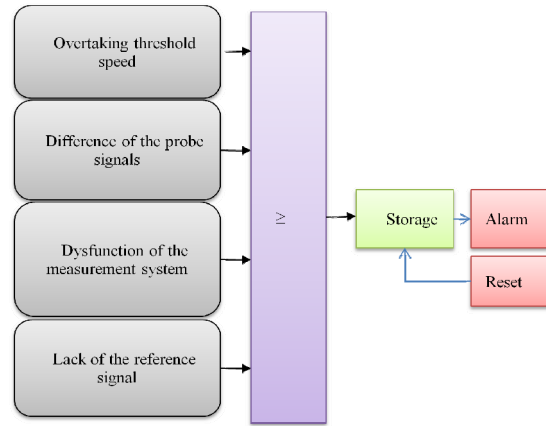 Overtaking threshold
speed
Difference of the probe
signals
Dysfunction of the
measurement system
Lack of the reference
signal
≥
Storage
Alarm
Reset